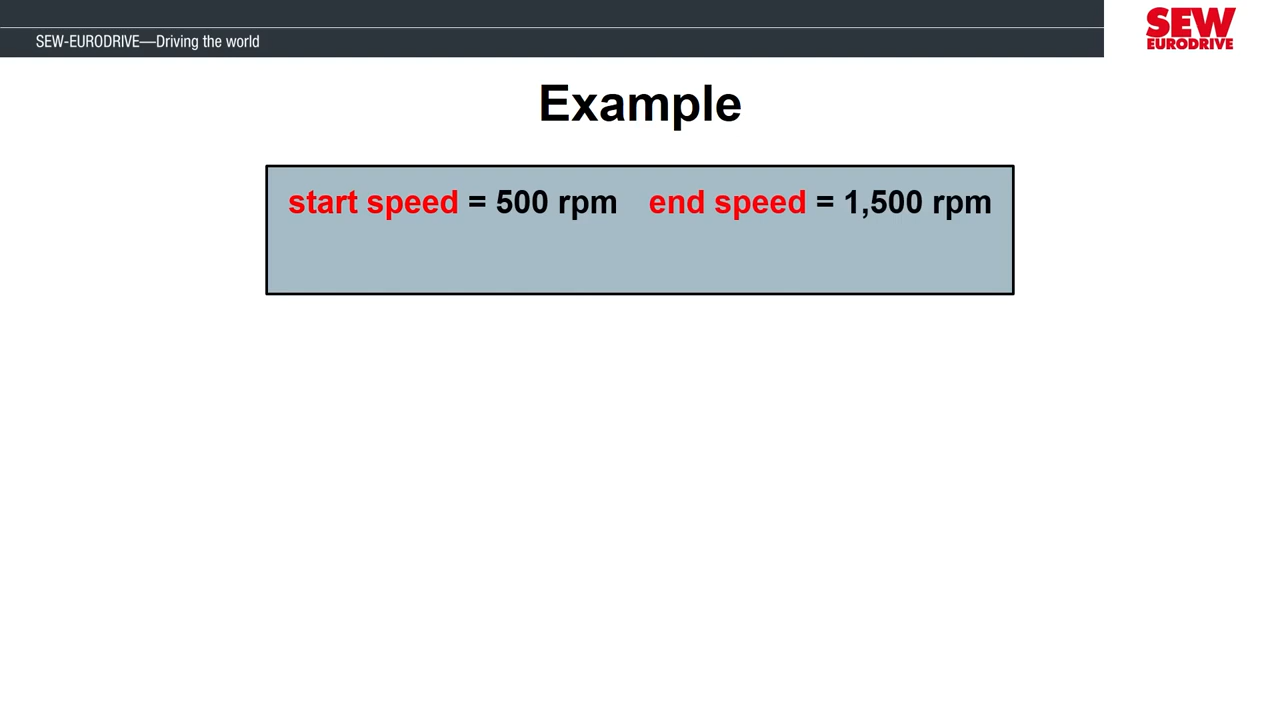 SEW-EURODRIVE—Driving the world
SEW
EURODRIVE
Example
start speed = 500 rpm end speed = 1,500 rpm